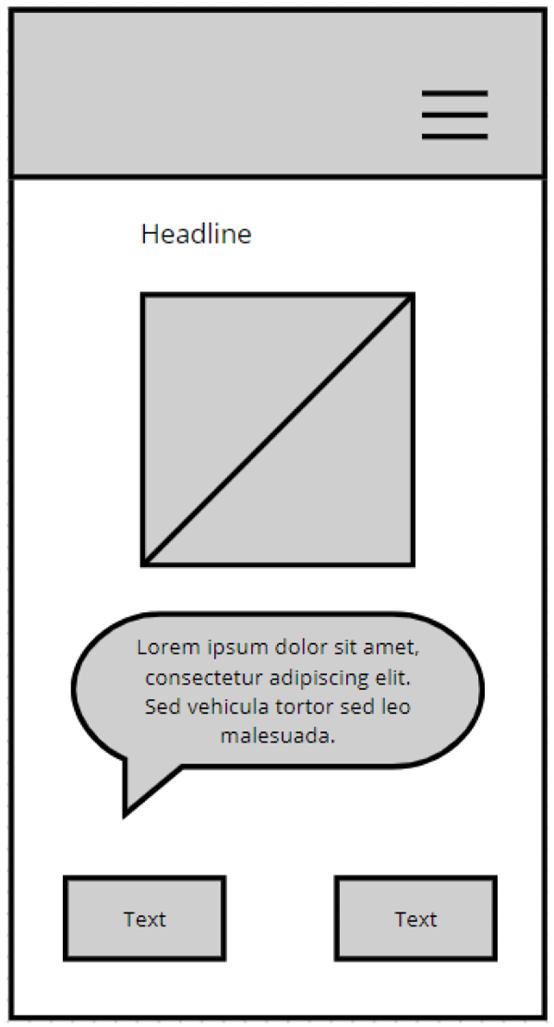 Headline
Lorem ipsum dolor sit amet,
consectetur adipiscing elit.
Sed vehicula tortor sed leo
malesuada.
Text
Text